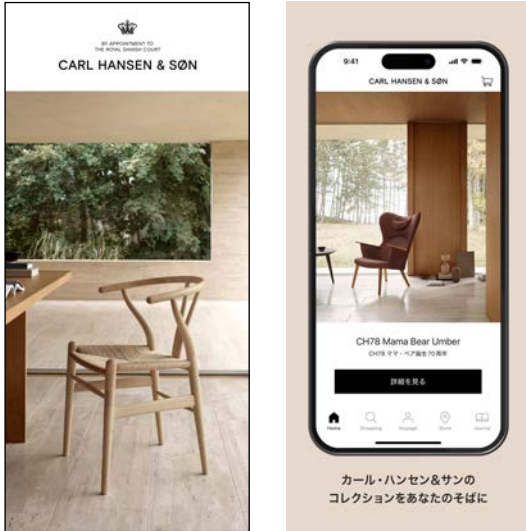 BY APPOINTMENT TO
THE ROYAL DANISH COURT
CARL HANSEN & SØN
9:41
CARL HANSEN & SØN
CH78 Mama Bear Umber
CH78 ママ・ベア誕生70周年
詳細を見る
Home
Shopping
Mypage
Store
Journal
カール・ハンセン&サンの
コレクションをあなたのそばに